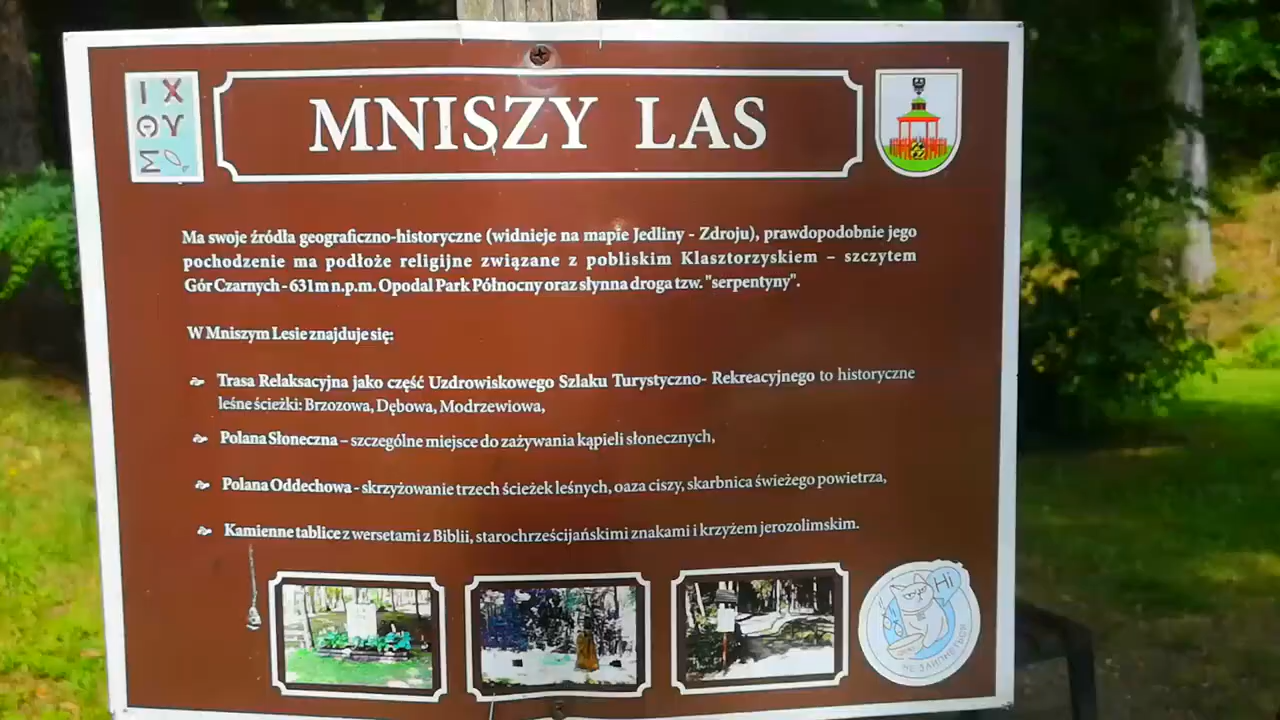 I X
Θ Υ
Σ
MNISZY LAS
Ma swoje źródła geograficzno-historyczne (widnieje na mapie Jedliny - Zdroju), prawdopodobnie jego
pochodzenie ma podłoże religijne związane z pobliskim Klasztorzyskiem – szczytem
Gór Czarnych - 631m n.p.m. Opodal Park Północny oraz słynna droga tzw. "serpentyny".
W Mniszym Lesie znajduje się:
Trasa Relaksacyjna jako część Uzdrowiskowego Szlaku Turystyczno- Rekreacyjnego to historyczne
leśne ścieżki: Brzozowa, Dębowa, Modrzewiowa,
Polana Słoneczna – szczególne miejsce do zażywania kąpieli słonecznych,
Polana Oddechowa - skrzyżowanie trzech ścieżek leśnych, oaza ciszy, skarbnica świeżego powietrza,
Kamienne tablice z wersetami z Biblii, starochrześcijańskimi znakami i krzyżem jerozolimskim.
Hi